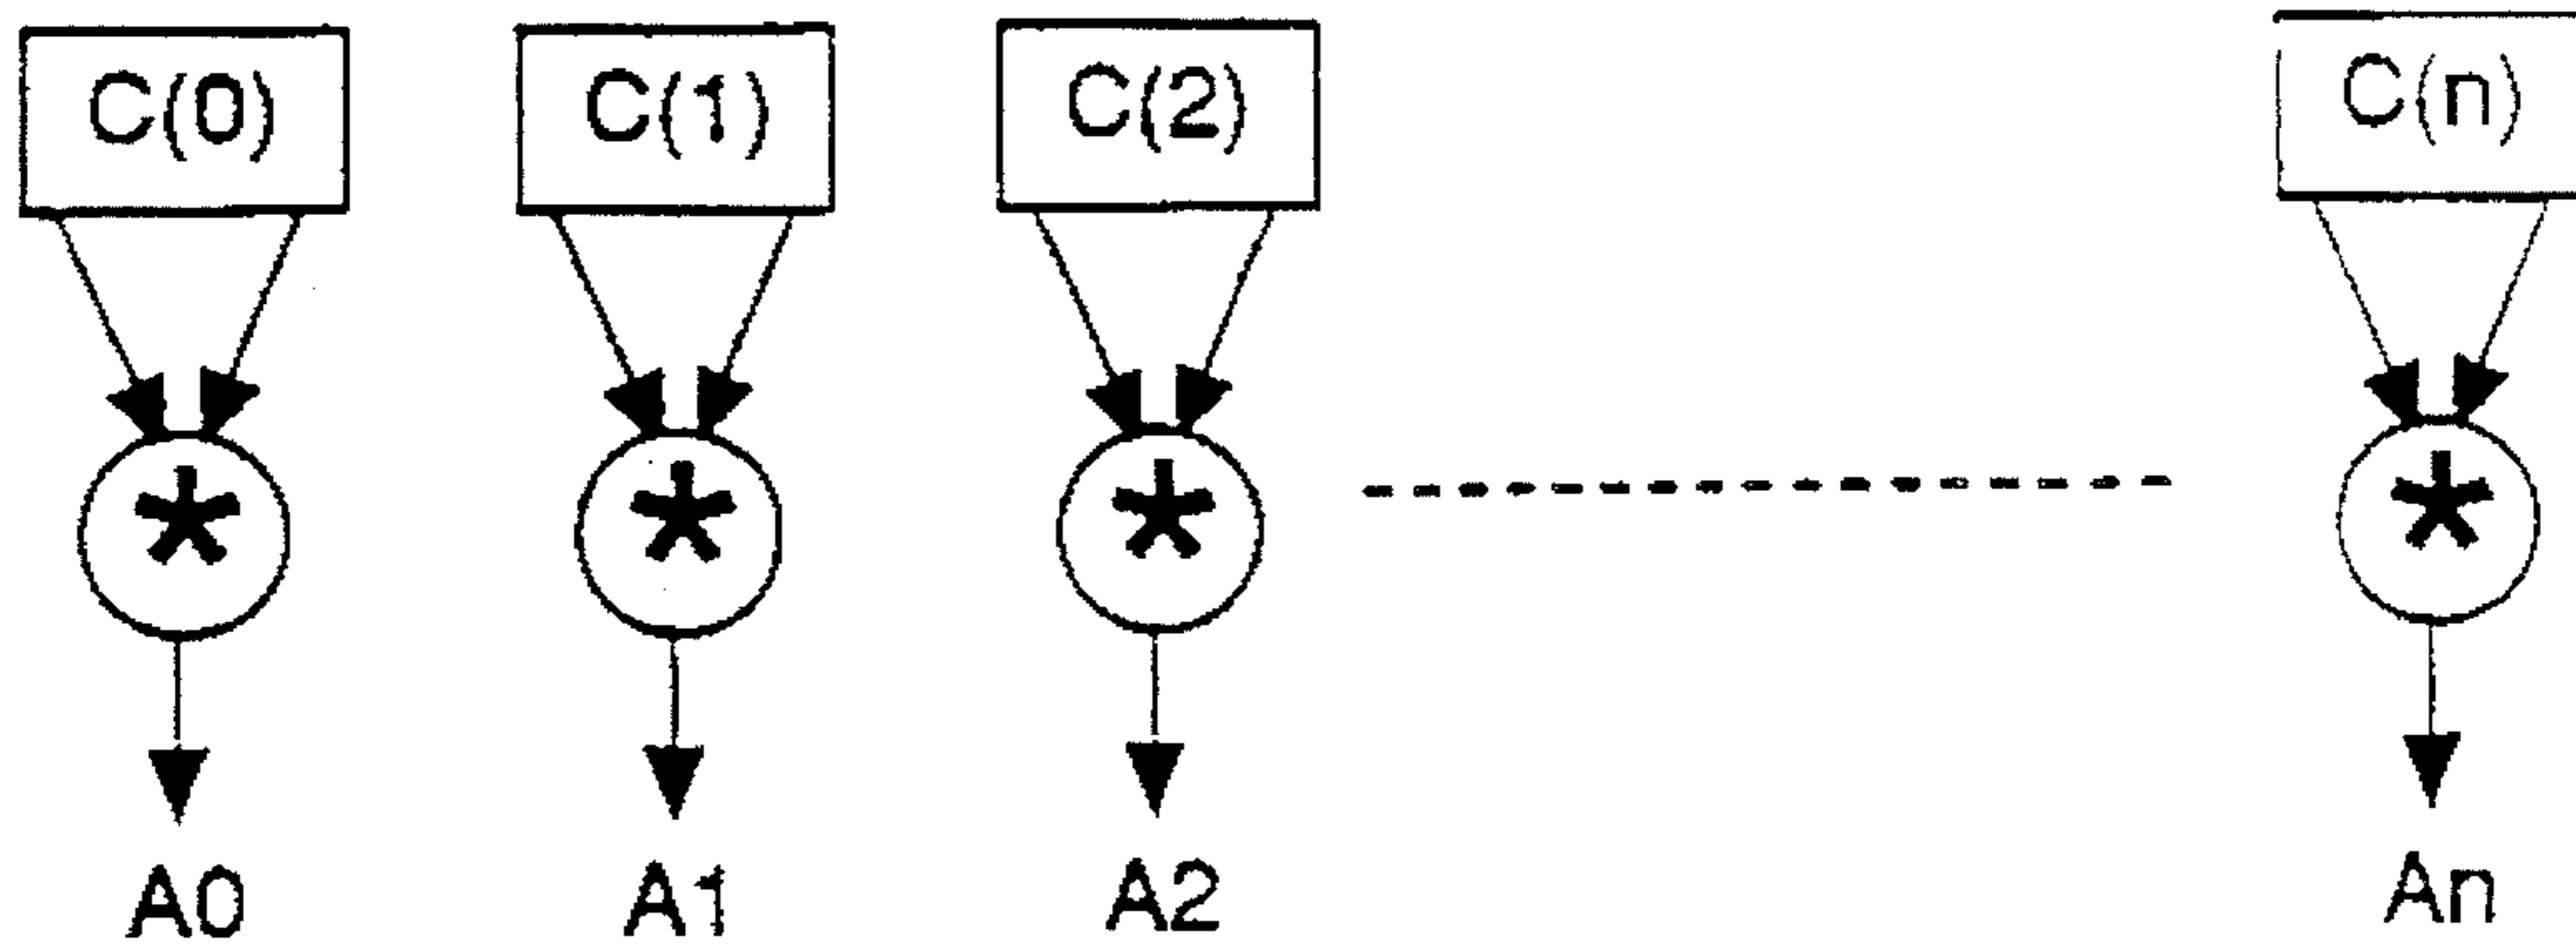 C(0) C(1) C(2) C(n)
* * * *
A0 A1 A2 An